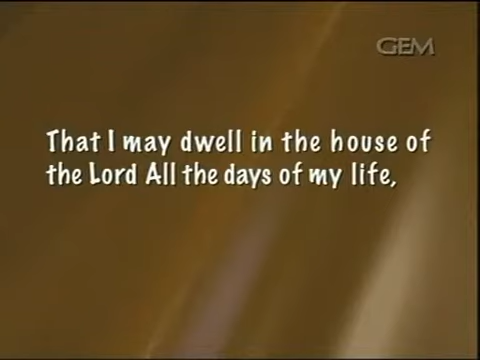 GEM
That I may dwell in the house of
the Lord All the days of my life,